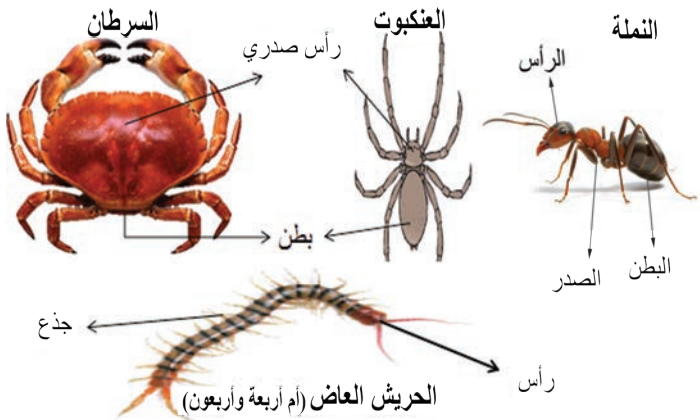 النملة
العنكبوت
السرطان
رأس صدري
الرأس
بطن
الصدر
البطن
جذع
رأس
الحريش العاض (أم أربعة وأربعون)